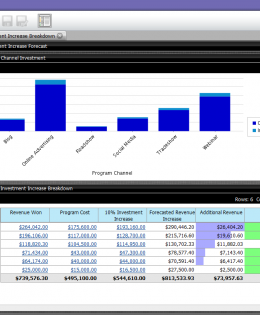 ent Increase Breakdown
ent Increase Forecast
Channel Investment
Blog
Online Advertising
Roadshow
Social Media
Tradeshow
Webinar
Program Channel
Investment Increase Breakdown
Rows: 6
Revenue Won Program Cost 10% Investment Increase Forecasted Revenue Increase Additional Revenue
$264,042.00 $175,600.00 $193,160.00 $290,446.20 $26,404.20
$196,106.00 $117,000.00 $128,700.00 $215,716.60 $19,610.60
$118,820.30 $104,500.00 $114,950.00 $130,702.33 $11,882.03
$71,434.00 $43,000.00 $47,300.00 $78,577.40 $7,143.40
$64,174.00 $40,000.00 $44,000.00 $70,591.40 $6,417.40
$25,000.00 $15,000.00 $16,500.00 $27,500.00 $2,500.00
$739,576.30 $495,100.00 $544,610.00 $813,533.93 $73,957.63